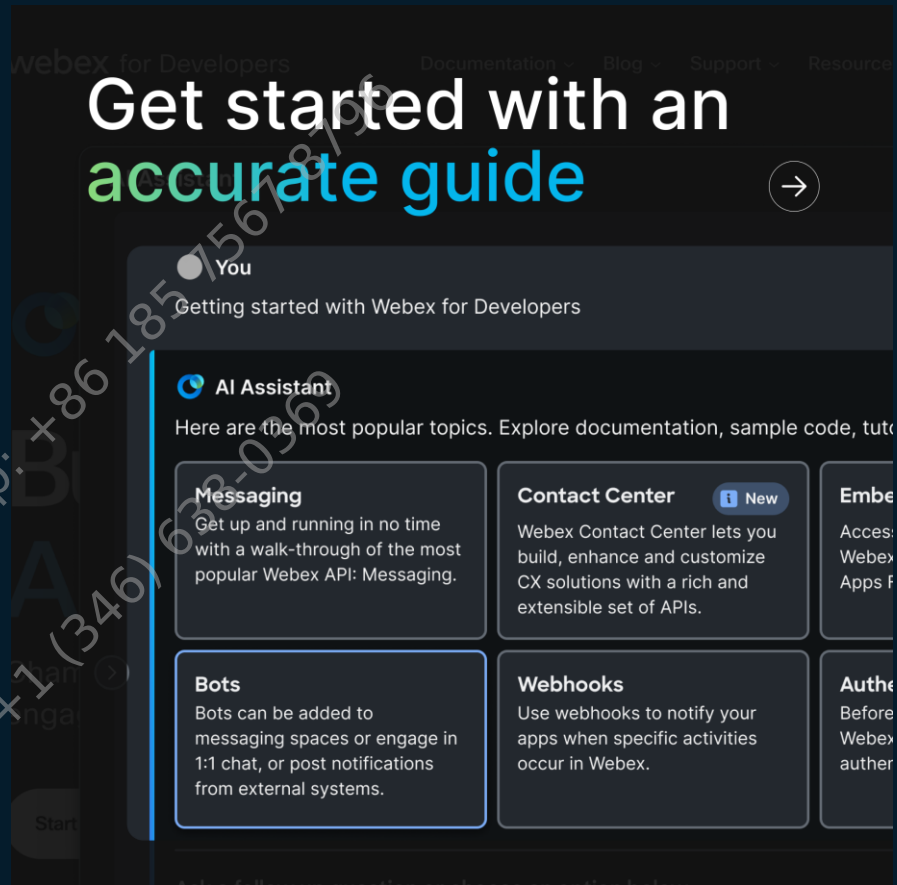 webex for Developers
Documentation
Blog
Support
Resource
Get started with an
accurate guide
Assistant
You
Getting started with Webex for Developers
AI Assistant
Here are the most popular topics. Explore documentation, sample code, tuto
Messaging
Get up and running in no time
with a walk-through of the most
popular Webex API: Messaging.
Contact Center
New
Webex Contact Center lets you
build, enhance and customize
CX solutions with a rich and
extensible set of APIs.
Embe
Access
Webex
Apps F
Bots
Bots can be added to
messaging spaces or engage in
1:1 chat, or post notifications
from external systems.
Webhooks
Use webhooks to notify your
apps when specific activities
occur in Webex.
Authe
Before
Webex
authen
Start
+86 185 7567 8796
+1 (346) 638-0369